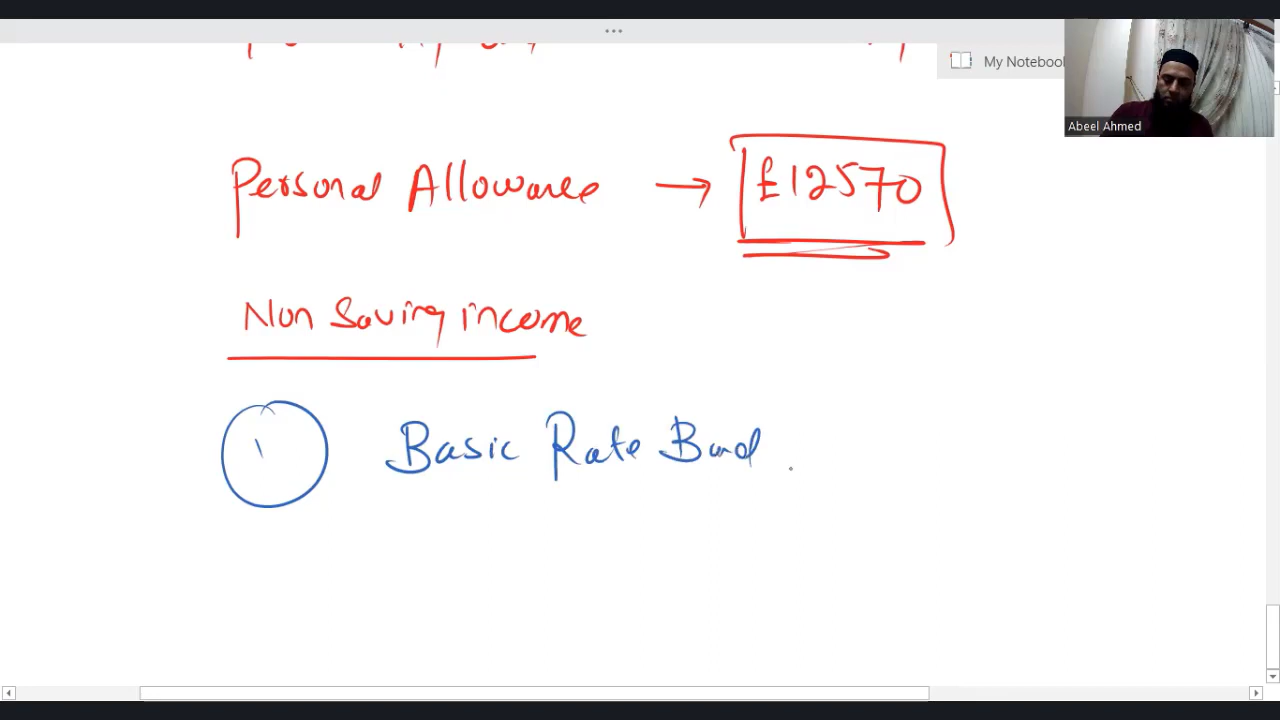 My Notebook
Abeel Ahmed
Personal Allowance → £12570
Non Saving income
1 Basic Rate Band